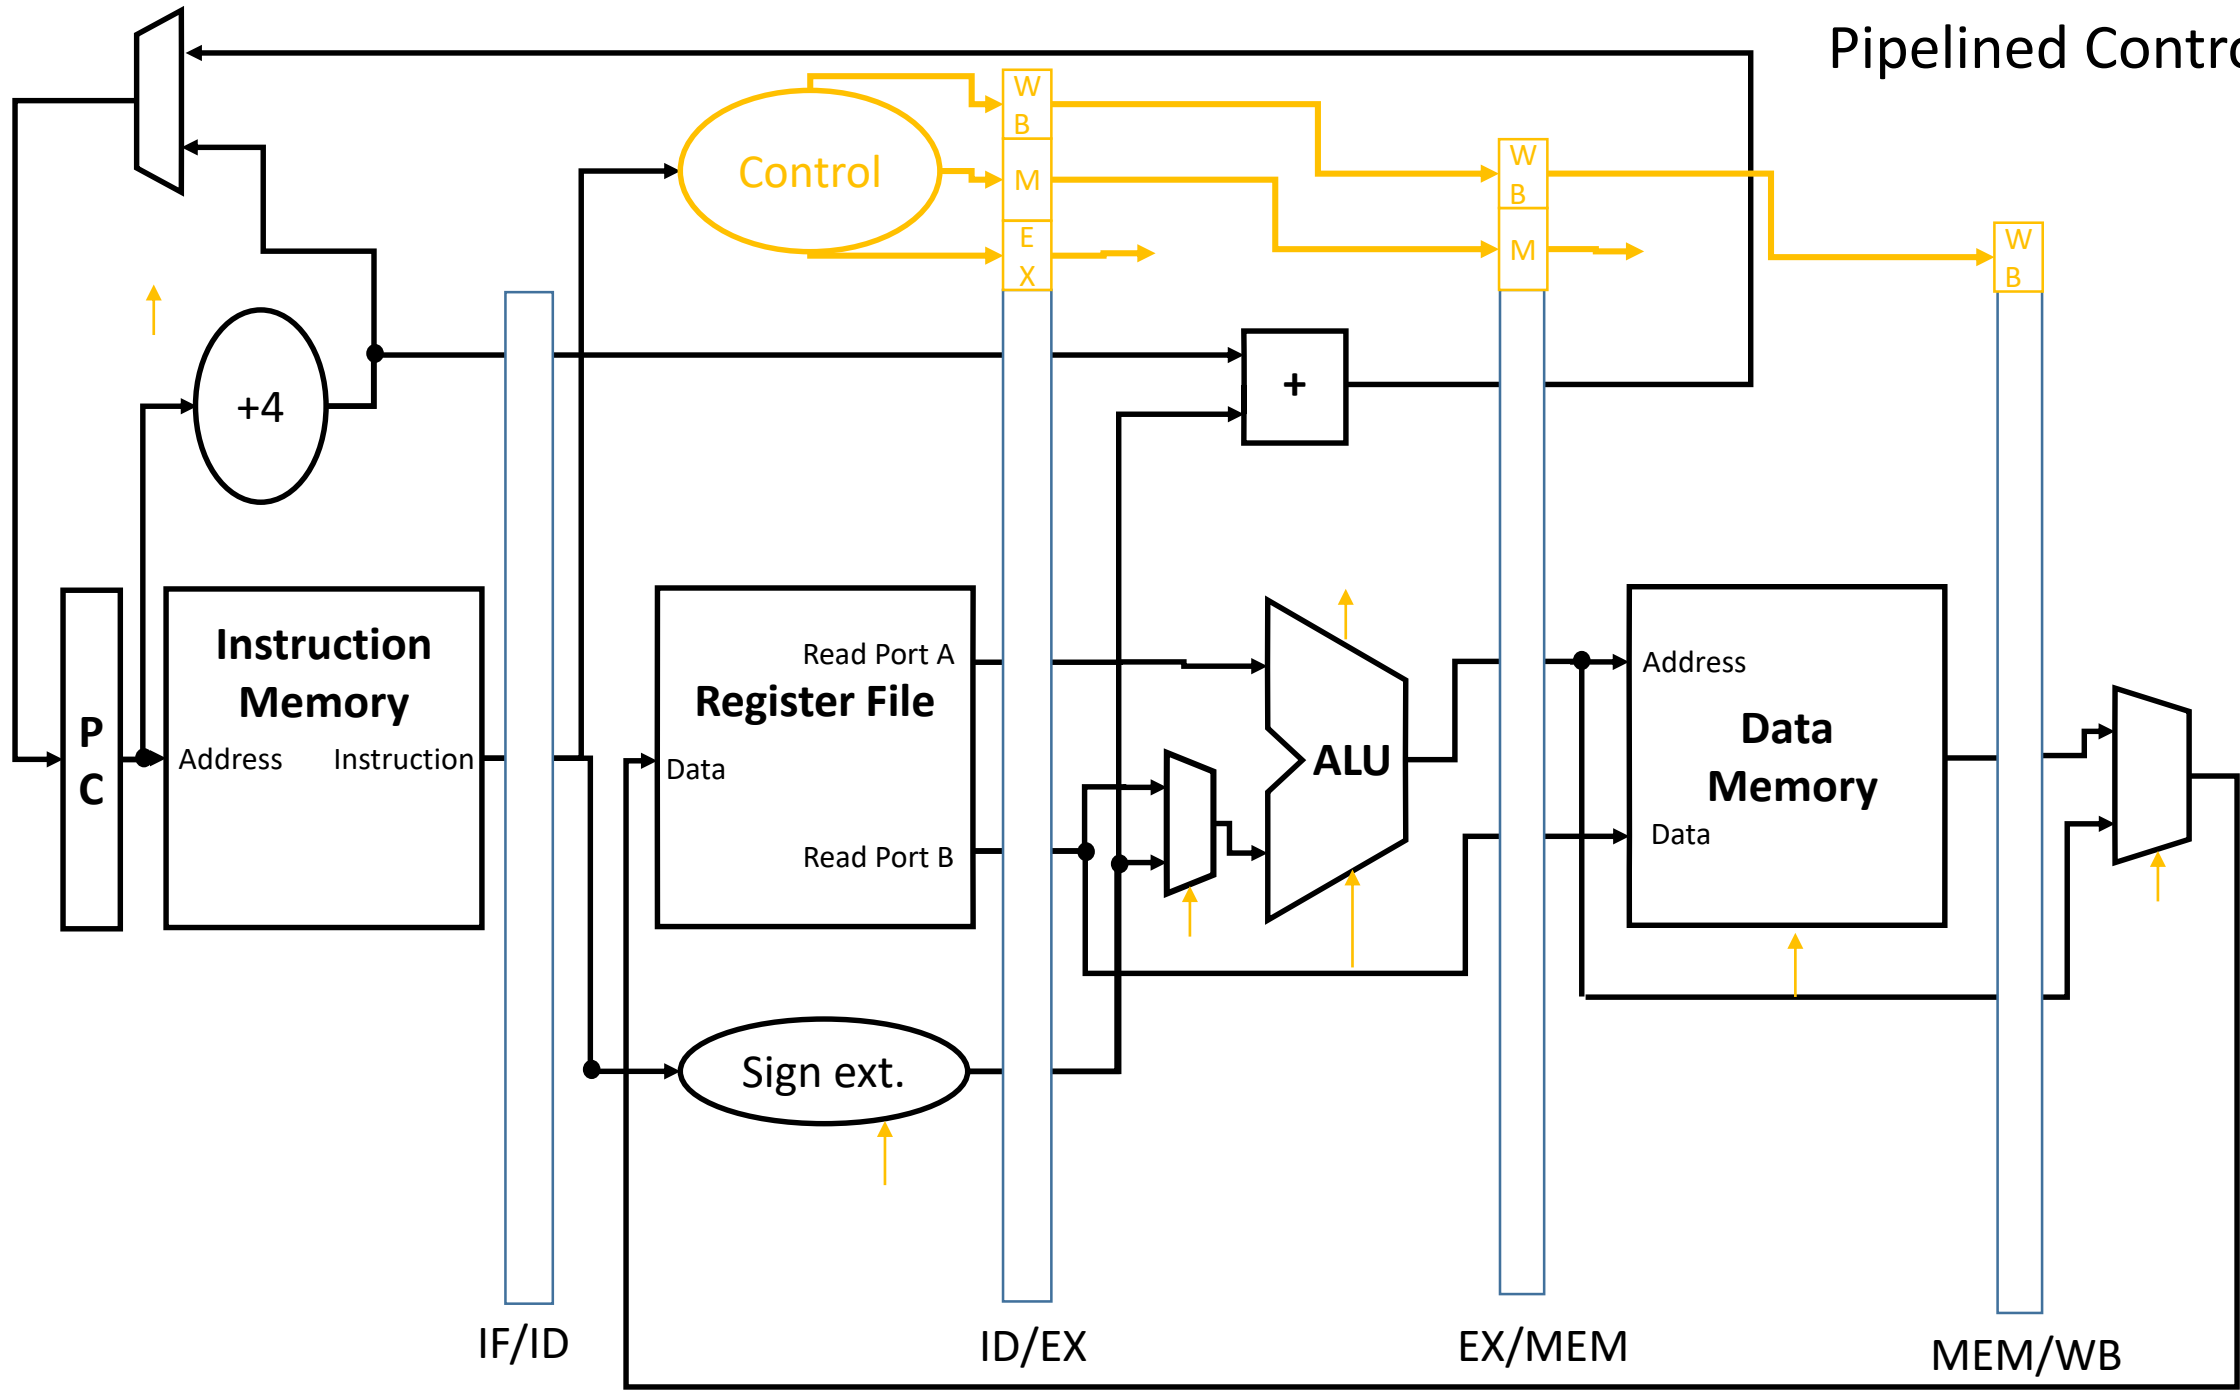 Pipelined Contro
W
B
W
B
Control
M
W
B
E
X
M
+
+4
Instruction
Memory
Read Port A
Register File
Address
P
C
Address
Instruction
Data
ALU
Data
Memory
Read Port B
Data
Sign ext.
IF/ID
ID/EX
EX/MEM
MEM/WB